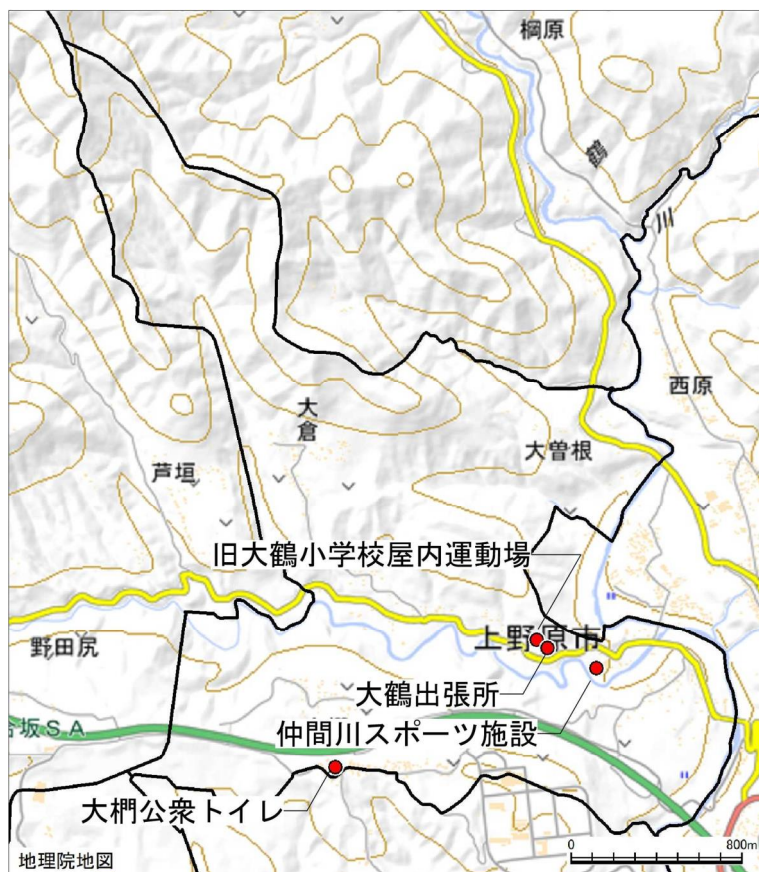 棡原
鶴
川
西原
大倉
大曽根
芦垣
旧大鶴小学校屋内運動場
上野原市
野田尻
大鶴出張所
仲間川スポーツ施設
坂SA
大椚公衆トイレ
地理院地図
0
800m